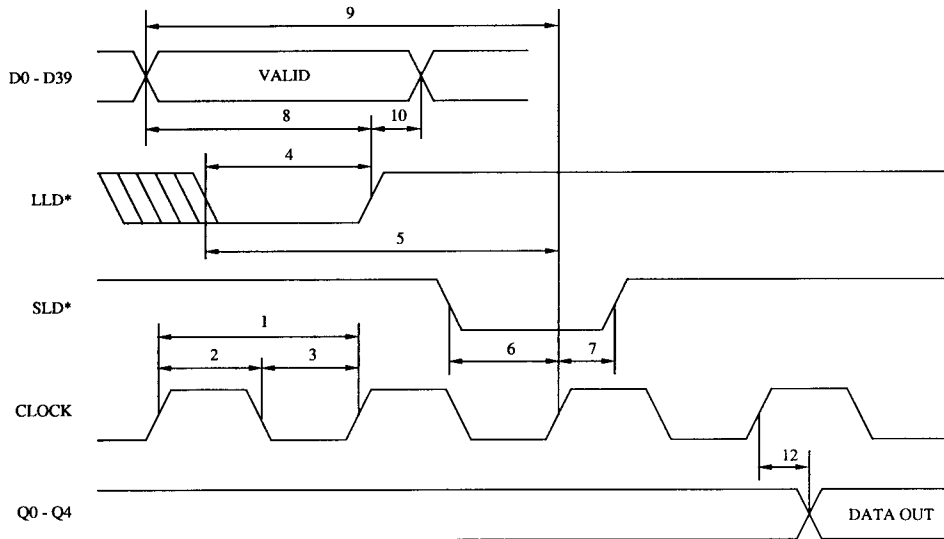 9
D0 - D39 VALID
8 10
4
LLD*
5
SLD*
1
2 3 6 7
CLOCK
12
Q0 - Q4 DATA OUT